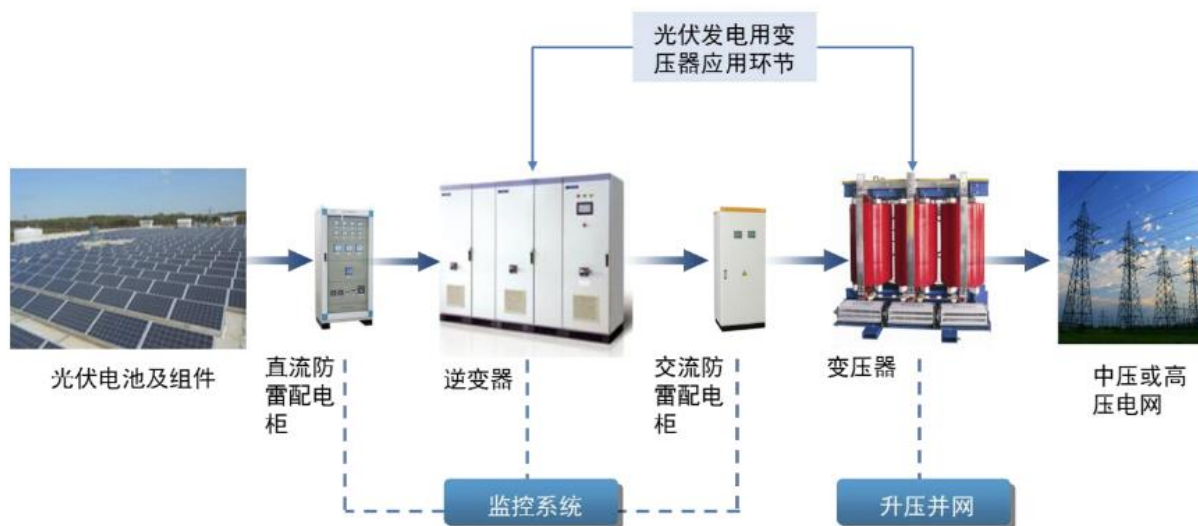 光伏发电用变
压器应用环节
光伏电池及组件
直流防
雷配电
柜
逆变器
交流防
雷配电
柜
变压器
中压或高
压电网
监控系统
升压并网